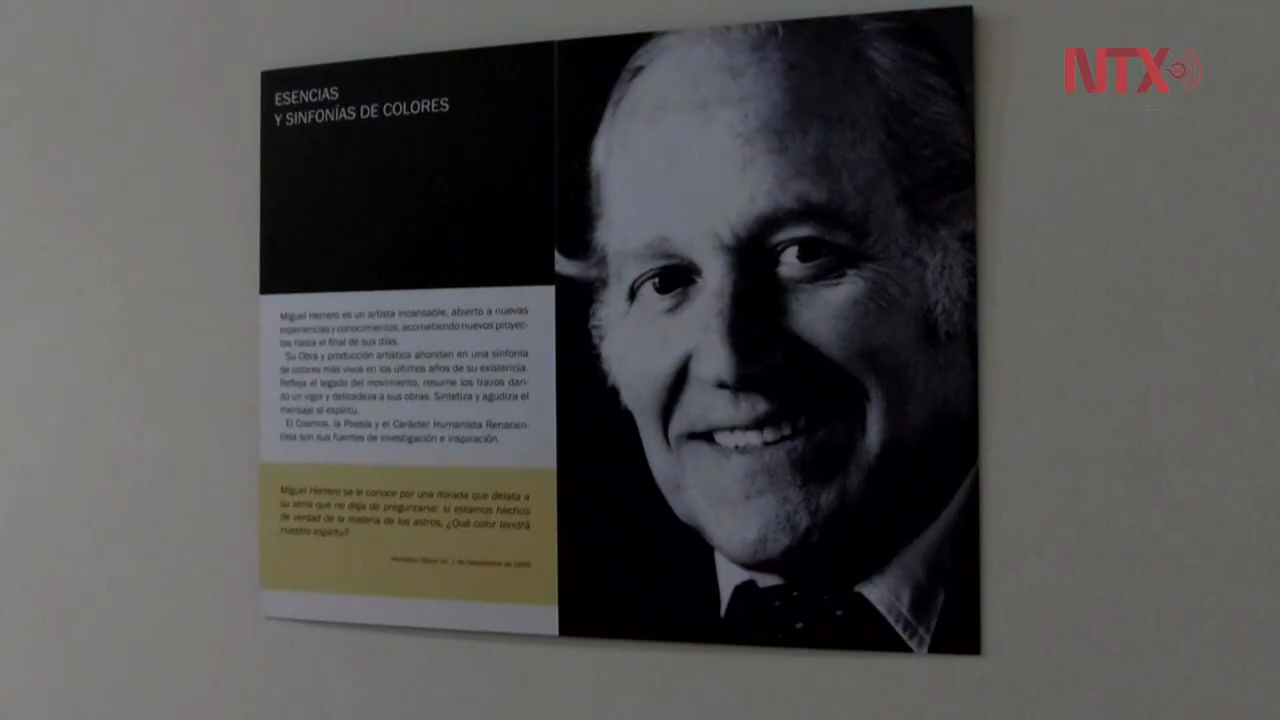 NTX
ESENCIAS
Y SINFONÍAS DE COLORES
Miguel Herrero es un artista incansable, abierto a nuevas
experiencias y conocimientos, acometiendo nuevos proyec-
tos hasta el final de sus días.
Su Obra y producción artística ahondan en una sinfonía
de colores más vivos en los últimos años de su existencia.
Refleja el legado del movimiento, resume los trazos dan-
do un vigor y delicadeza a sus obras. Sintetiza y agudiza el
mensaje al espíritu.
El Cosmos, la Poesía y el Carácter Humanista Renacen-
tista son sus fuentes de investigación e inspiración.
Miguel Herrero se le conoce por una mirada que delata a
su alma que no deja de preguntarse: si estamos hechos
de verdad de la materia de los astros, ¿Qué color tendrá
nuestro espíritu?
de